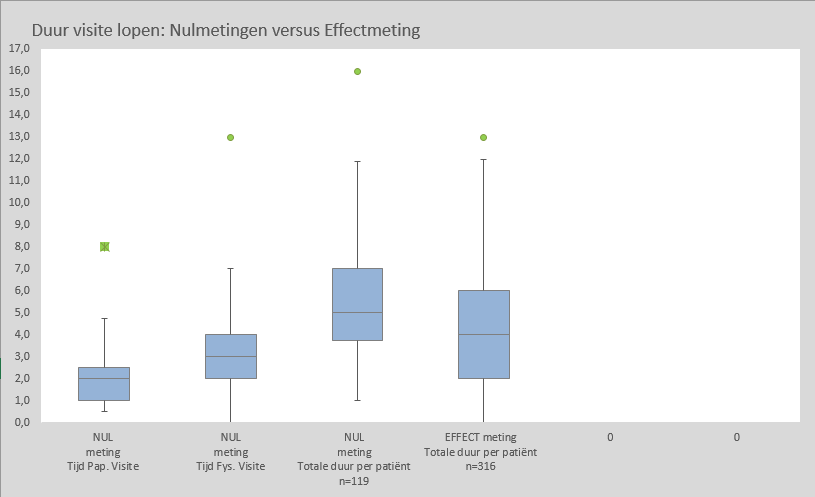 Duur visite lopen: Nulmetingen versus Effectmeting
17,0
16,0
15,0
14,0
13,0
12,0
11,0
10,0
9,0
8,0
7,0
6,0
5,0
4,0
3,0
2,0
1,0
0,0
NUL
meting
Tijd Pap. Visite
NUL
meting
Tijd Fys. Visite
NUL
meting
Totale duur per patiënt
n=119
EFFECT meting
Totale duur per patiënt
n=316
0
0